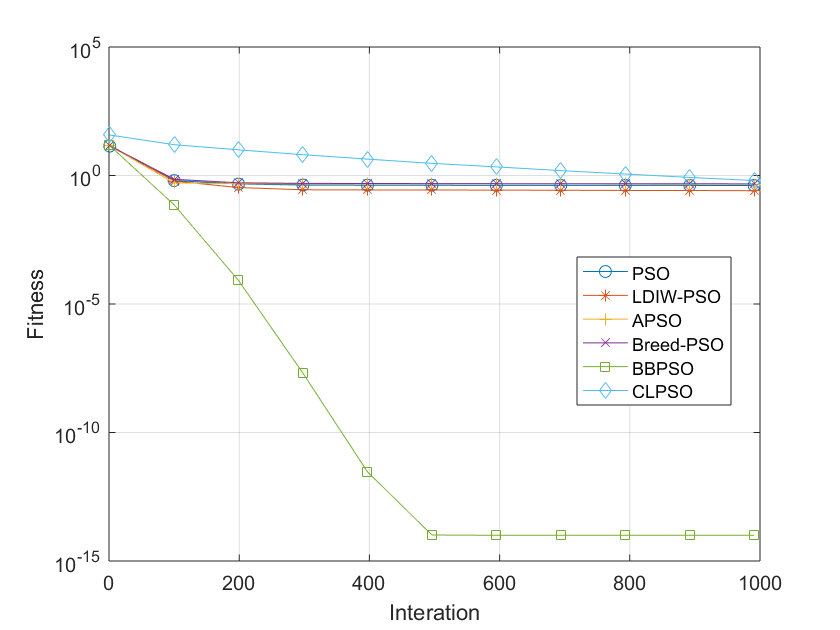 10^5
10^0
10^-5
10^-10
10^-15
Fitness
PSO
LDIW-PSO
APSO
Breed-PSO
BBPSO
CLPSO
0 200 400 600 800 1000
Interation